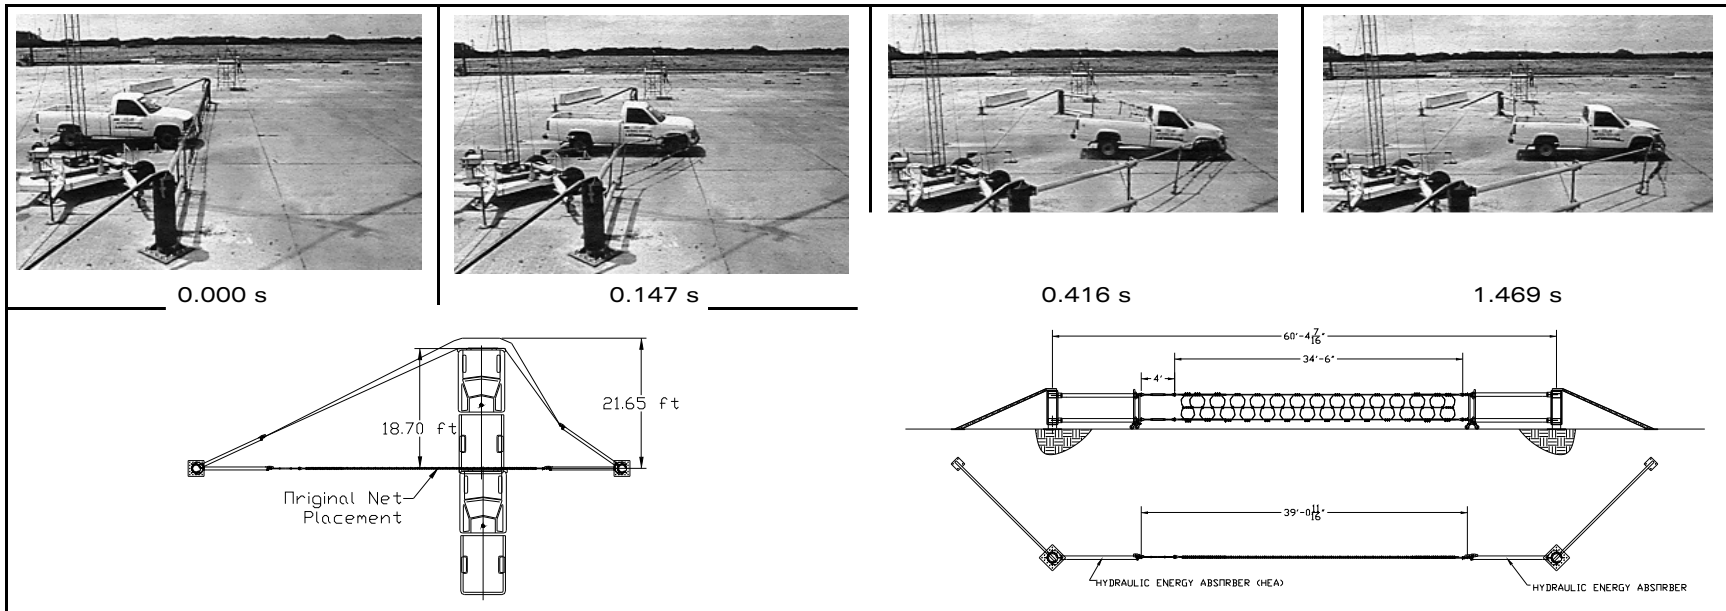 0.000 s
0.147 s
0.416 s
1.469 s
21.65 ft
18.70 ft
Original Net
Placement
60'-4 7/16"
34'-6"
4'
39'-0 11/16"
HYDRAULIC ENERGY ABSORBER (HEA)
HYDRAULIC ENERGY ABSORBER